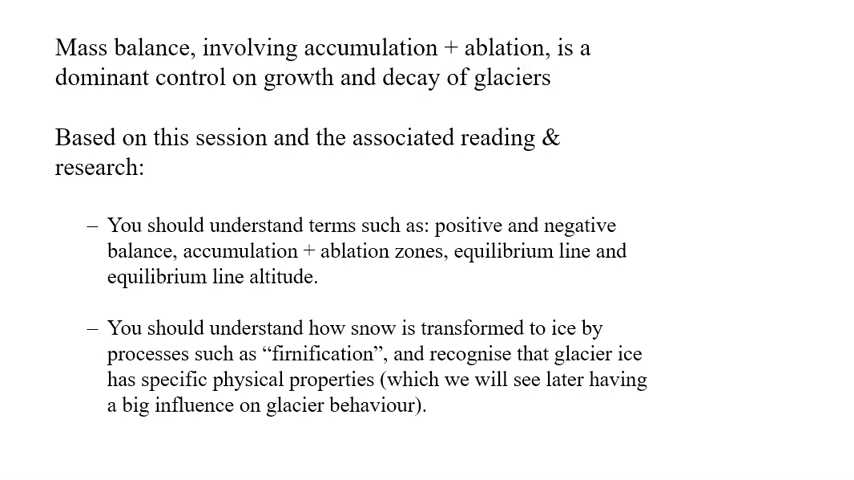 Mass balance, involving accumulation + ablation, is a
dominant control on growth and decay of glaciers
Based on this session and the associated reading &
research:
– You should understand terms such as: positive and negative
balance, accumulation + ablation zones, equilibrium line and
equilibrium line altitude.
– You should understand how snow is transformed to ice by
processes such as “firnification”, and recognise that glacier ice
has specific physical properties (which we will see later having
a big influence on glacier behaviour).